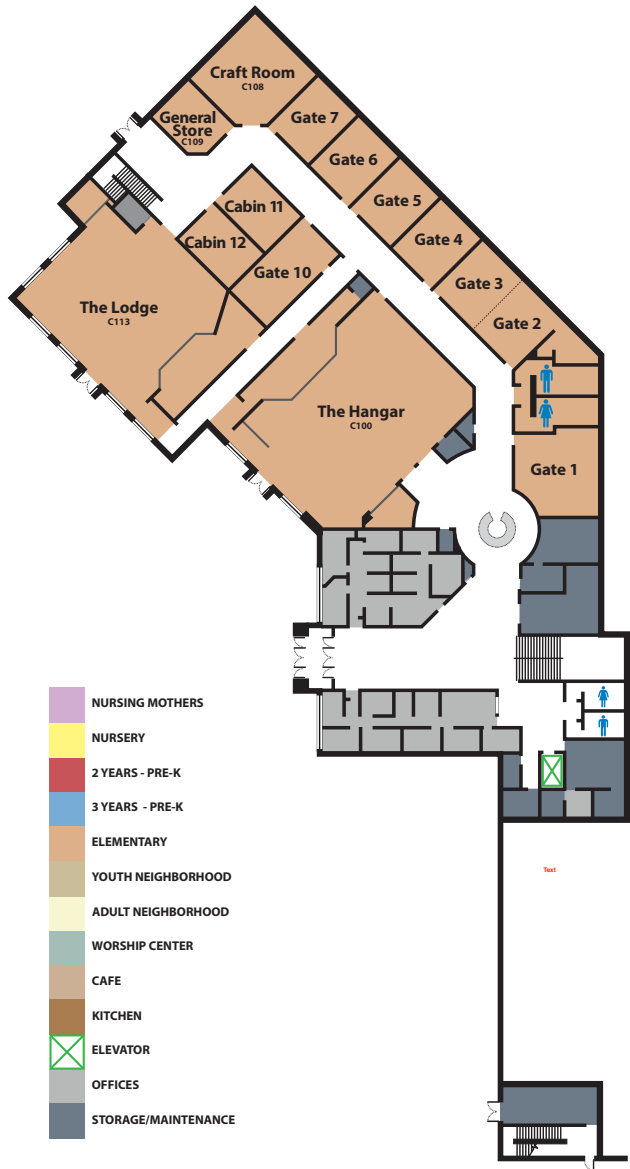 Craft Room
C108
General
Store
C109
Gate 7
Gate 6
Gate 5
Gate 4
Gate 3
Gate 2
Cabin 11
Cabin 12
Gate 10
The Lodge
C113
The Hangar
C100
Gate 1
NURSING MOTHERS
NURSERY
2 YEARS - PRE-K
3 YEARS - PRE-K
ELEMENTARY
YOUTH NEIGHBORHOOD
ADULT NEIGHBORHOOD
WORSHIP CENTER
CAFE
KITCHEN
ELEVATOR
OFFICES
STORAGE/MAINTENANCE
Text